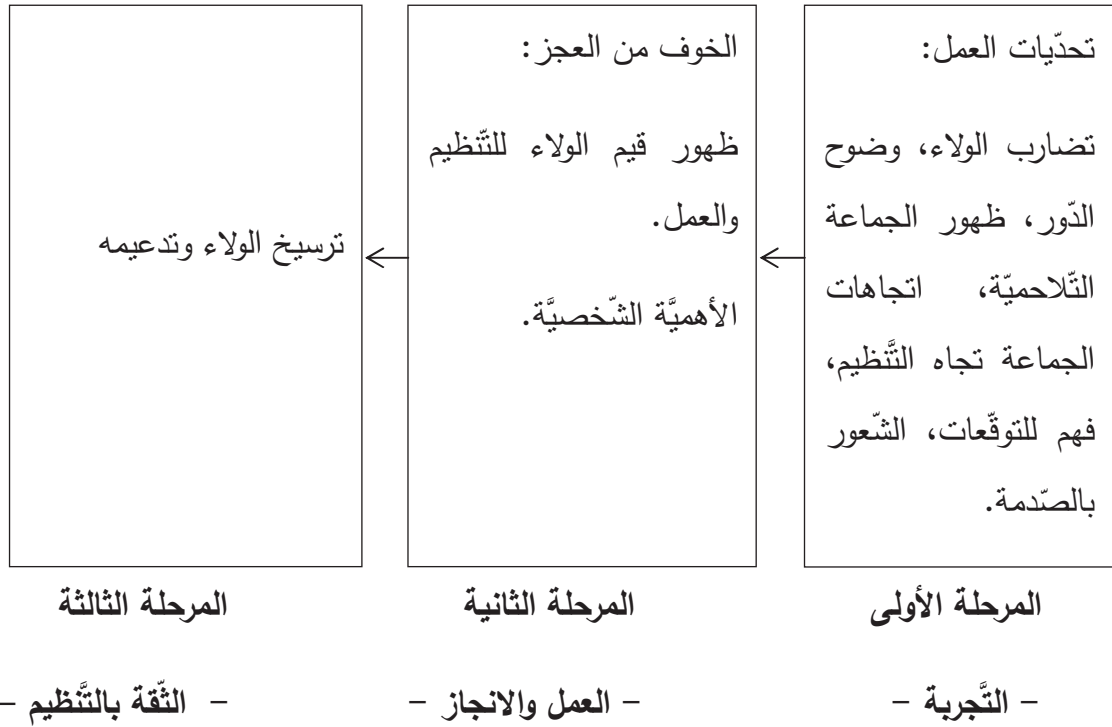 تحدّيات العمل:
تضارب الولاء، وضوح
الدّور، ظهور الجماعة
التّلاحميّة، اتجاهات
الجماعة تجاه التَّنظيم،
فهم للتوقّعات، الشّعور
بالصّدمة.
الخوف من العجز:
ظهور قيم الولاء للتّنظيم
والعمل.
الأهميَّة الشّخصيَّة.
ترسيخ الولاء وتدعيمه
المرحلة الأولى
المرحلة الثانية
المرحلة الثالثة
- التَّجربة -
- العمل والانجاز -
- الثّقة بالتَّنظيم -